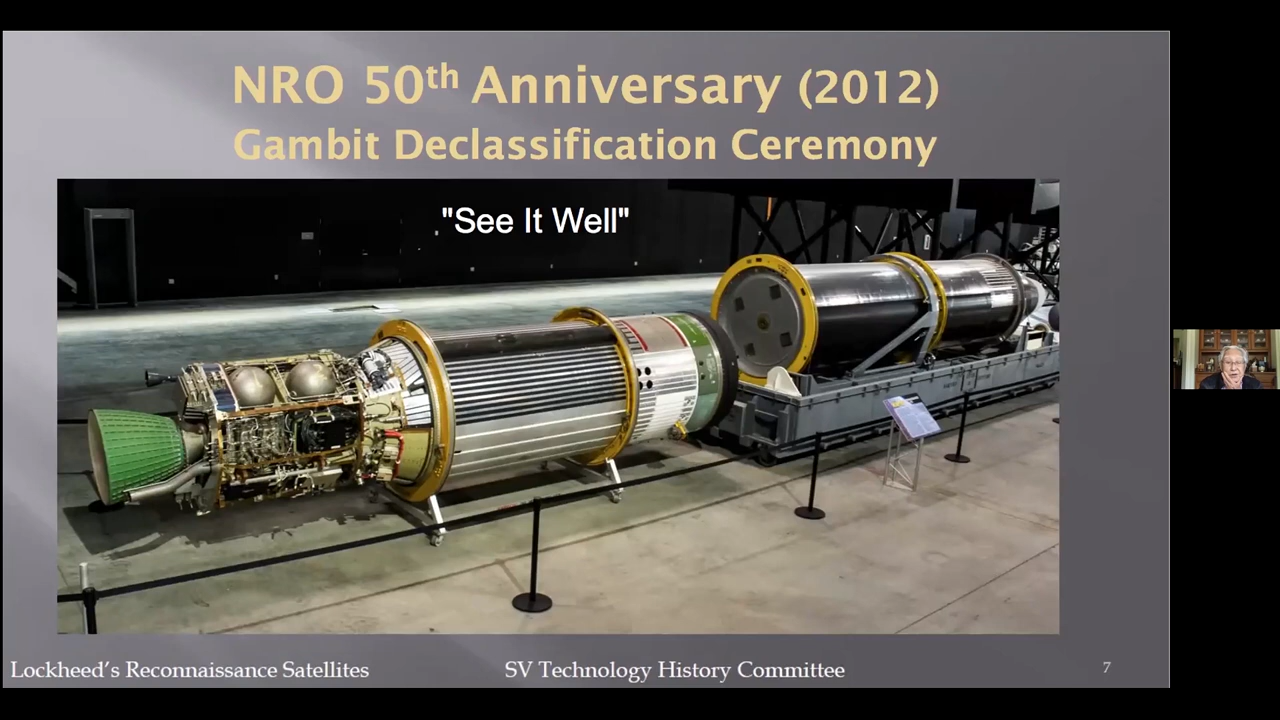 NRO 50th Anniversary (2012)
Gambit Declassification Ceremony
"See It Well"
Lockheed's Reconnaissance Satellites
SV Technology History Committee
7